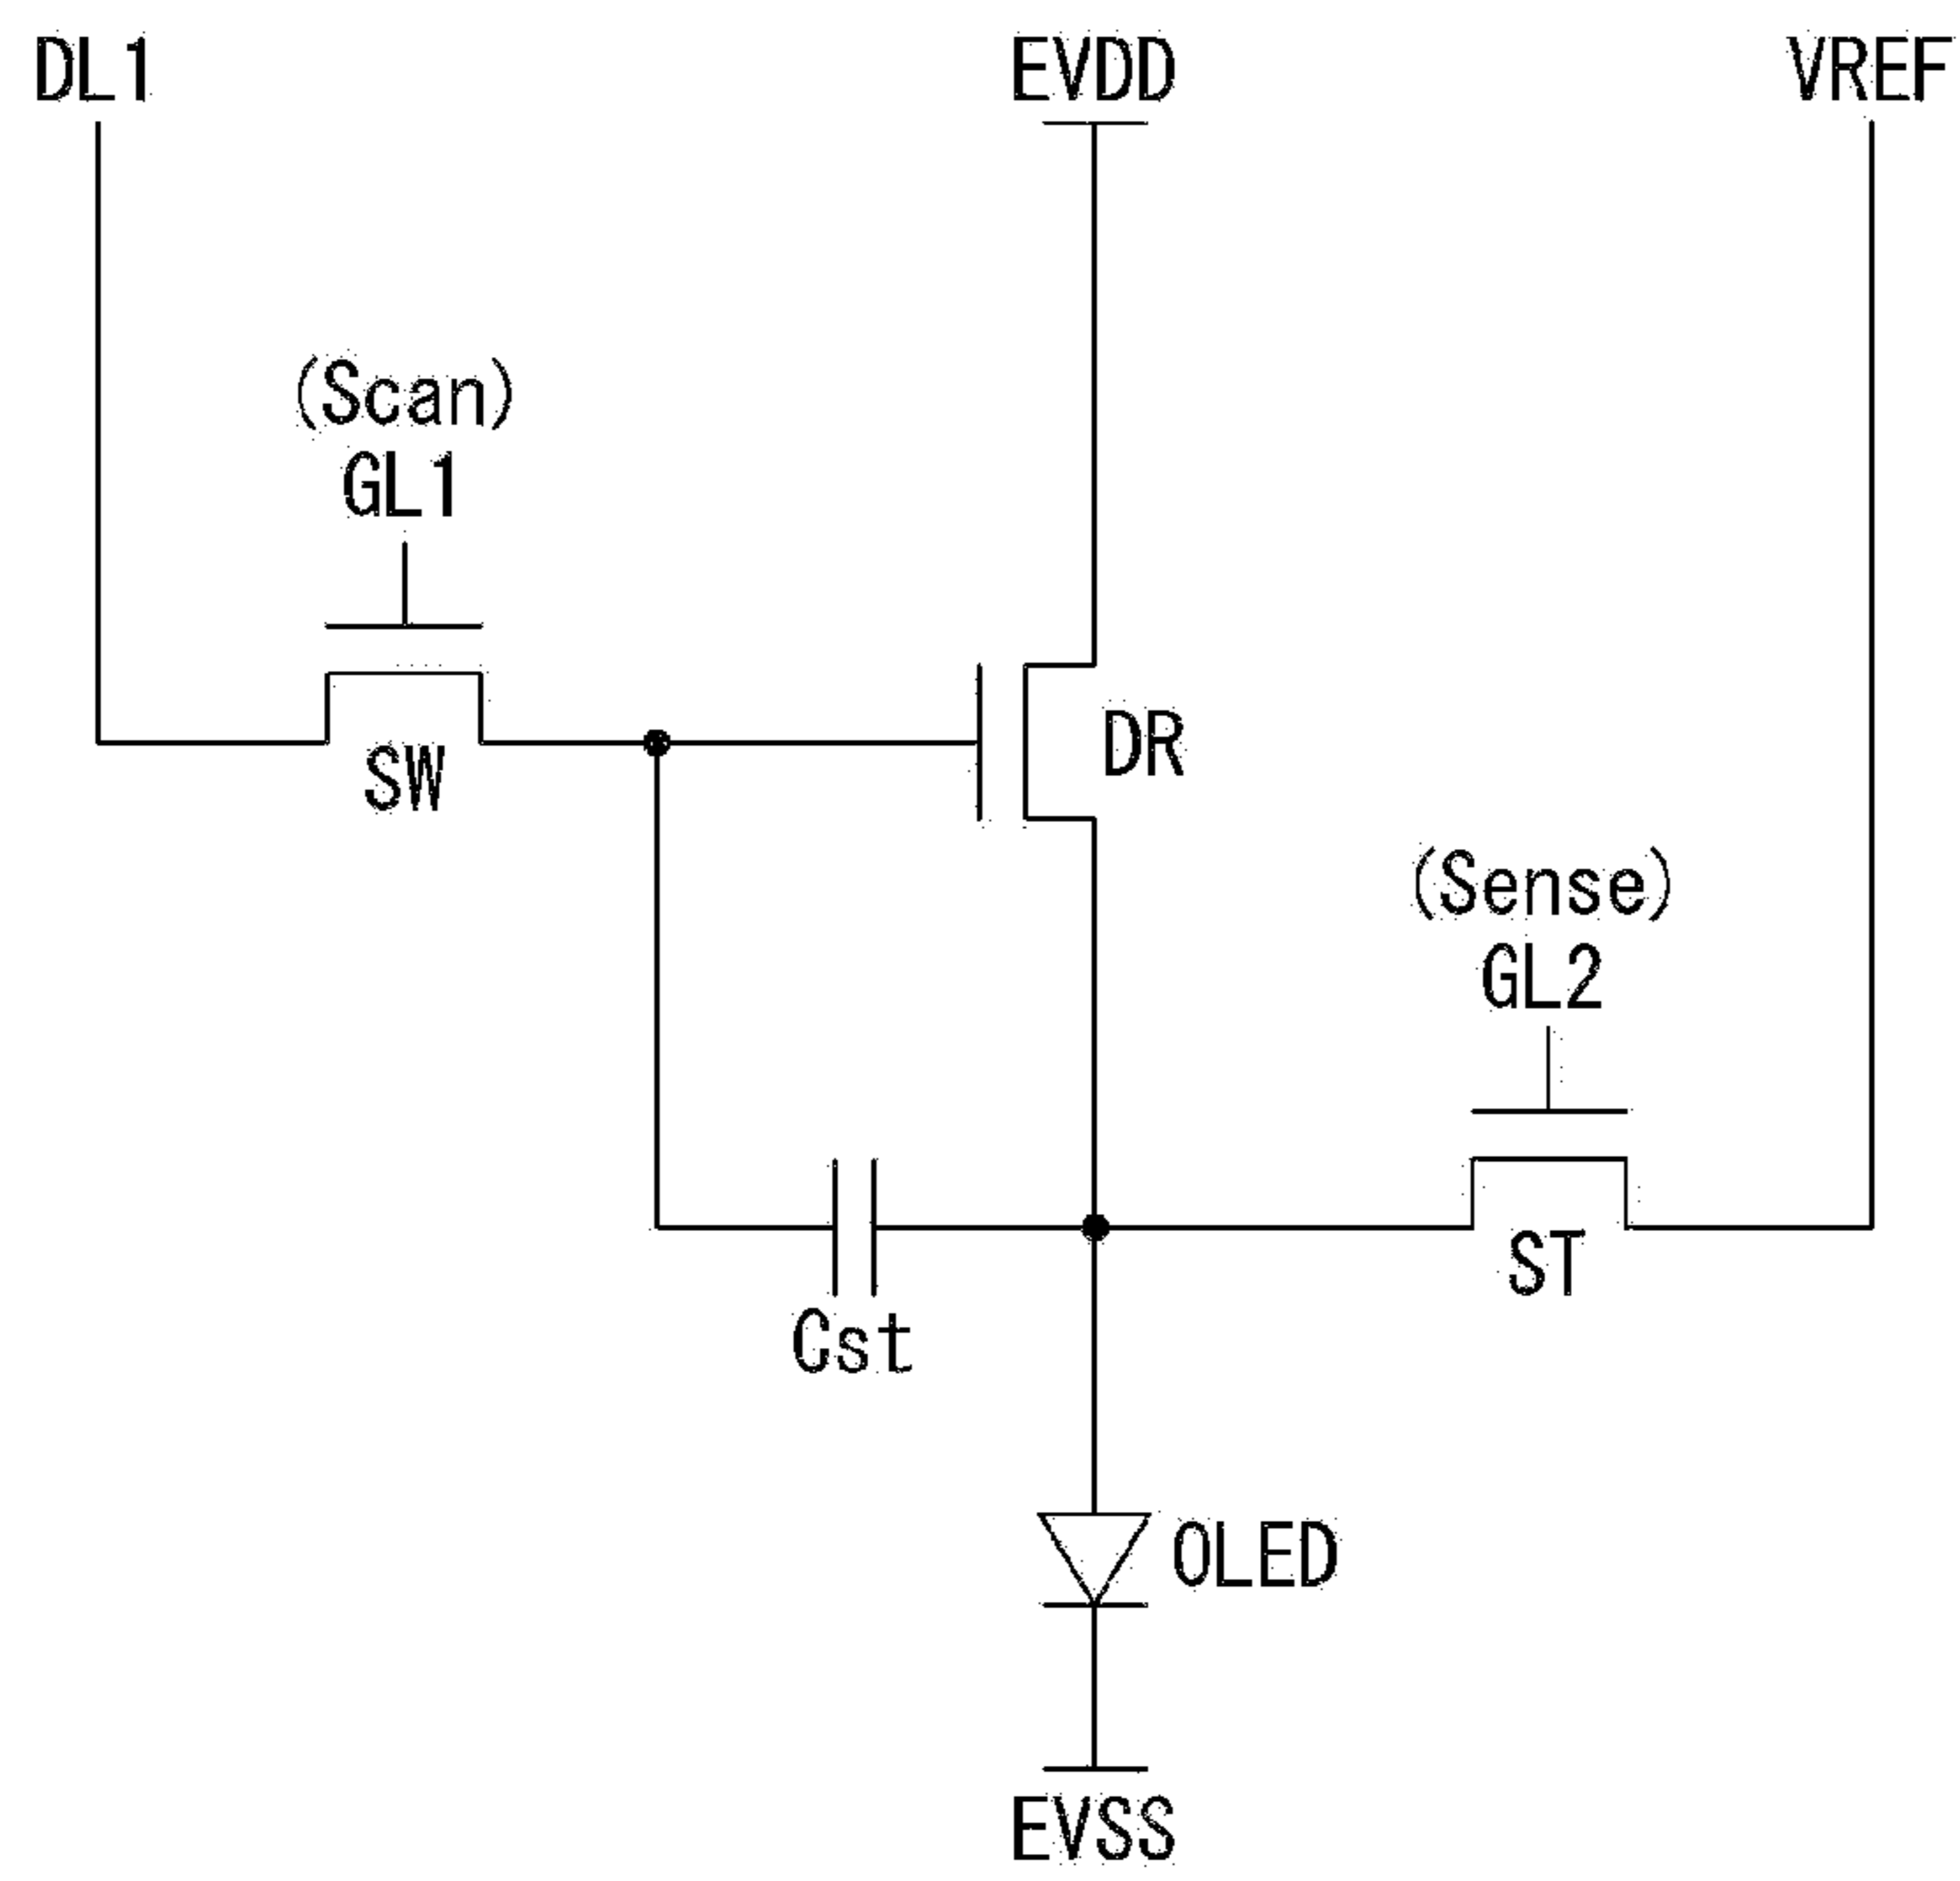 DL1
EVDD
VREF
(Scan)
GL1
DR
SW
(Sense)
GL2
ST
Cst
OLED
EVSS